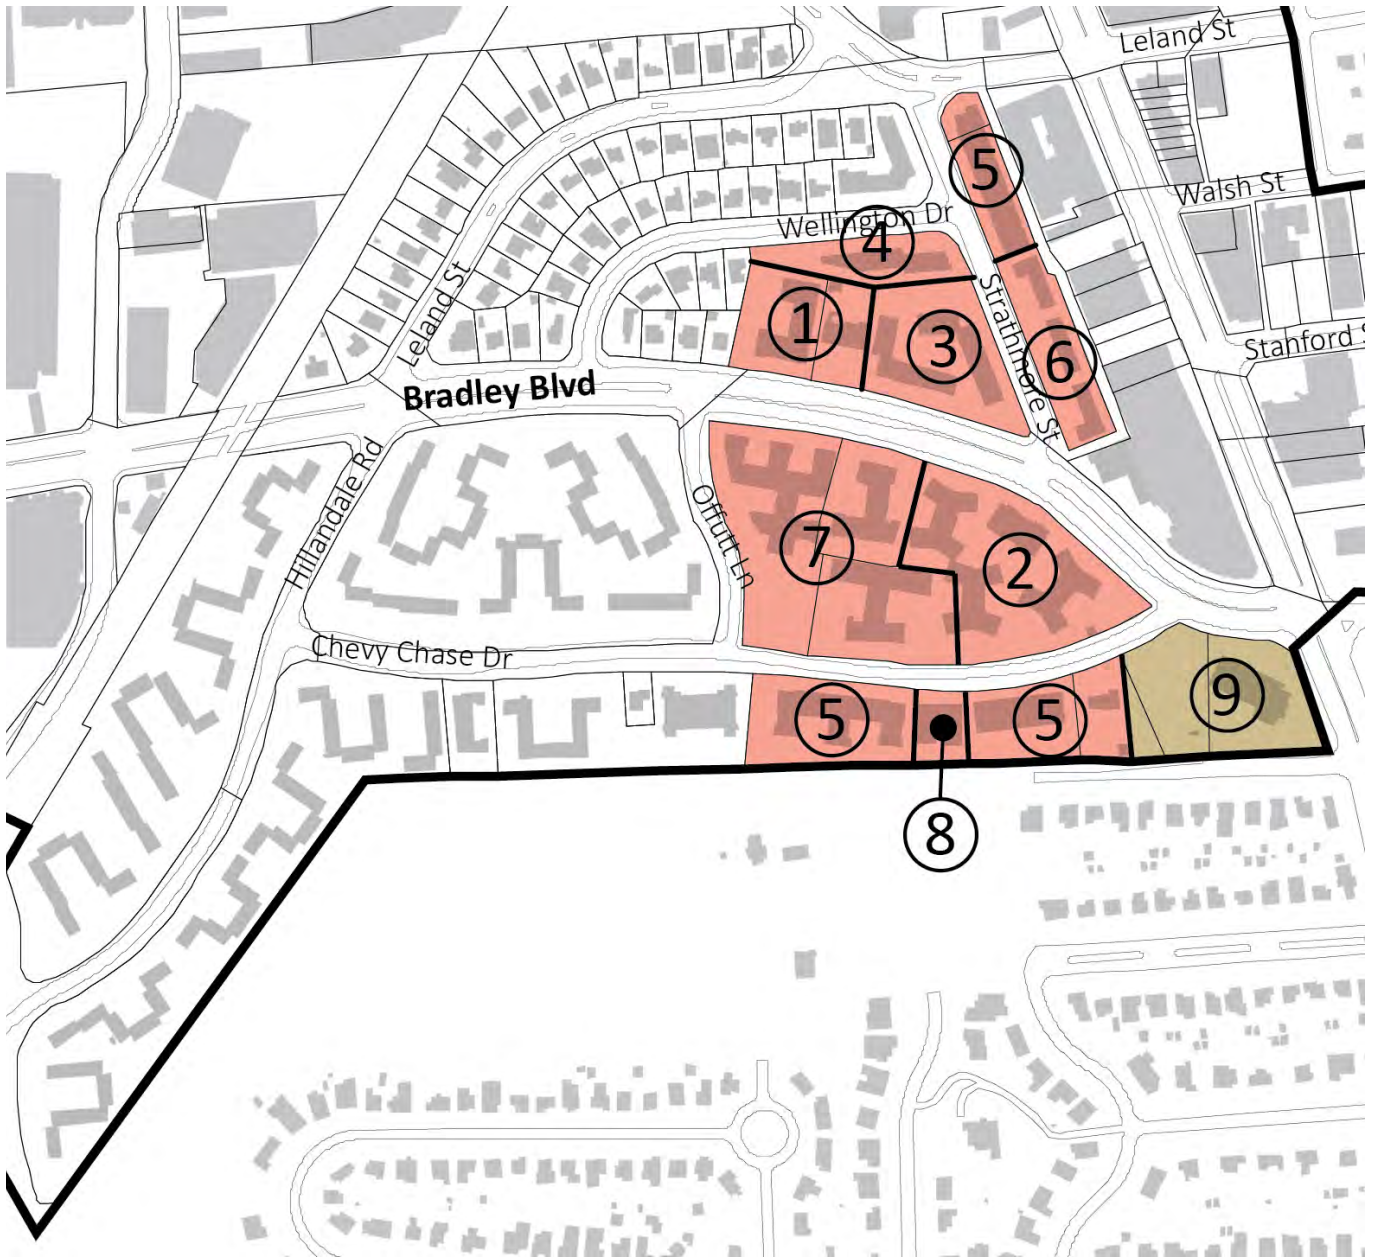 Leland St
Walsh St
5
Wellington Dr
4
Leland St
Strathmore St
1
3
6
Stanford S
Bradley Blvd
Hillandale Rd
Offutt Ln
7
2
Chevy Chase Dr
5
8
5
9